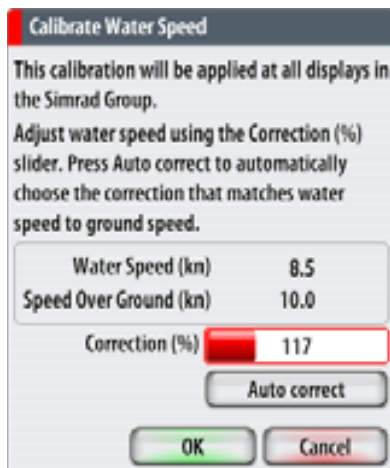 Calibrate Water Speed
This calibration will be applied at all displays in
the Simrad Group.
Adjust water speed using the Correction (%)
slider. Press Auto correct to automatically
choose the correction that matches water
speed to ground speed.
Water Speed (kn) 8.5
Speed Over Ground (kn) 10.0
Correction (%) 117
Auto correct
OK Cancel